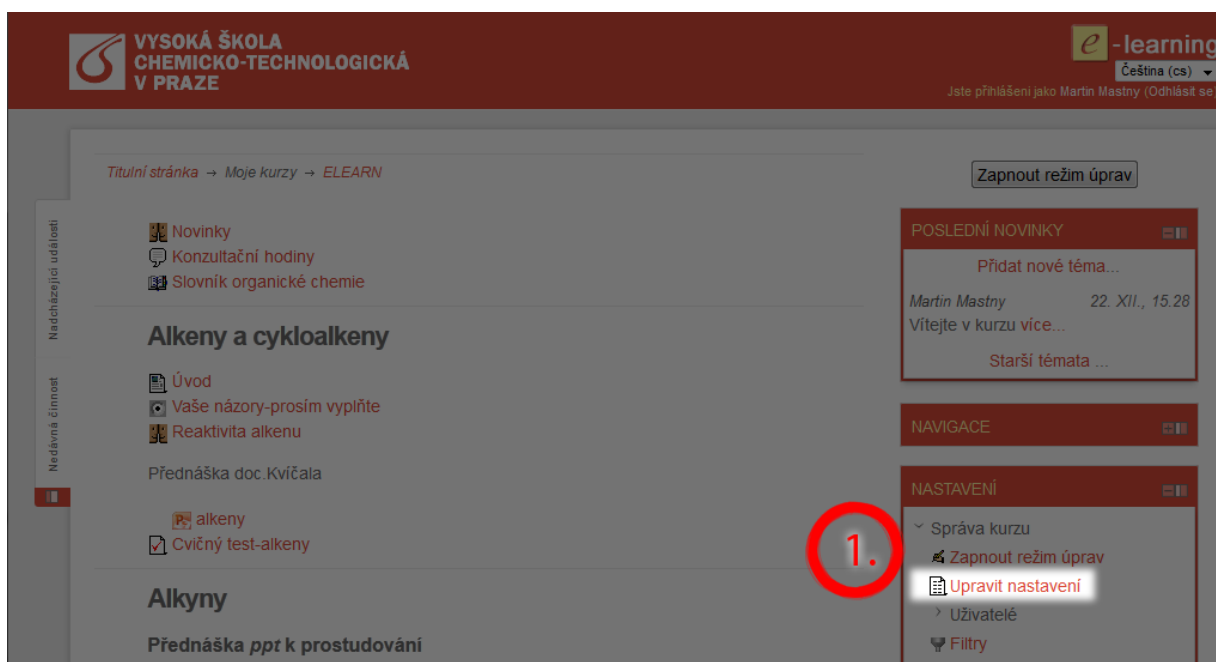 VYSOKÁ ŠKOLA
CHEMICKO-TECHNOLOGICKÁ
V PRAZE
e-learning
Čeština (cs)
Jste přihlášeni jako Martin Mastny (Odhlásit se)
Titulní stránka → Moje kurzy → ELEARN
Zapnout režim úprav
Nadcházející události
Nedávná činnost
Novinky
Konzultační hodiny
Slovník organické chemie
Alkeny a cykloalkeny
Úvod
Vaše názory-prosím vyplňte
Reaktivita alkenu
Přednáška doc.Kvíčala
alkeny
Cvičný test-alkeny
Alkyny
Přednáška ppt k prostudování
POSLEDNÍ NOVINKY
Přidat nové téma...
Martin Mastny 22. XII., 15.28
Vítejte v kurzu více...
Starší témata ...
NAVIGACE
NASTAVENÍ
Správa kurzu
Zapnout režim úprav
1.
Upravit nastavení
Uživatelé
Filtry